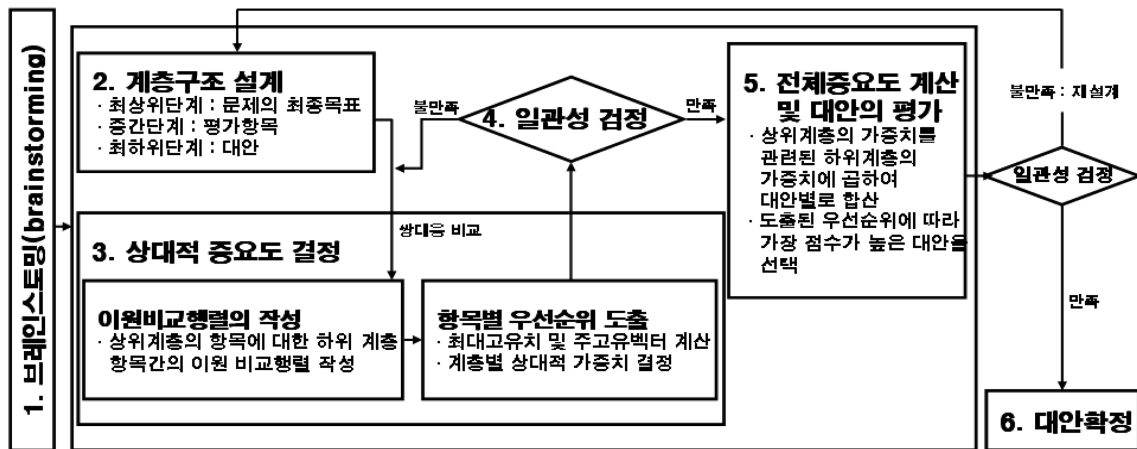 1. 브레인스토밍(brainstorming)
2. 계층구조 설계
· 최상위단계 : 문제의 최종목표
· 중간단계 : 평가항목
· 최하위단계 : 대안
불만족
4. 일관성 검정
만족
쌍대응 비교
3. 상대적 중요도 결정
이원비교행렬의 작성
· 상위계층의 항목에 대한 하위 계층
항목간의 이원 비교행렬 작성
항목별 우선순위 도출
· 최대고유치 및 주고유벡터 계산
· 계층별 상대적 가중치 결정
5. 전체중요도 계산
및 대안의 평가
· 상위계층의 가중치를
관련된 하위계층의
가중치에 곱하여
대안별로 합산
· 도출된 우선순위에 따라
가장 점수가 높은 대안을
선택
불만족 : 재설계
일관성 검정
만족
6. 대안확정